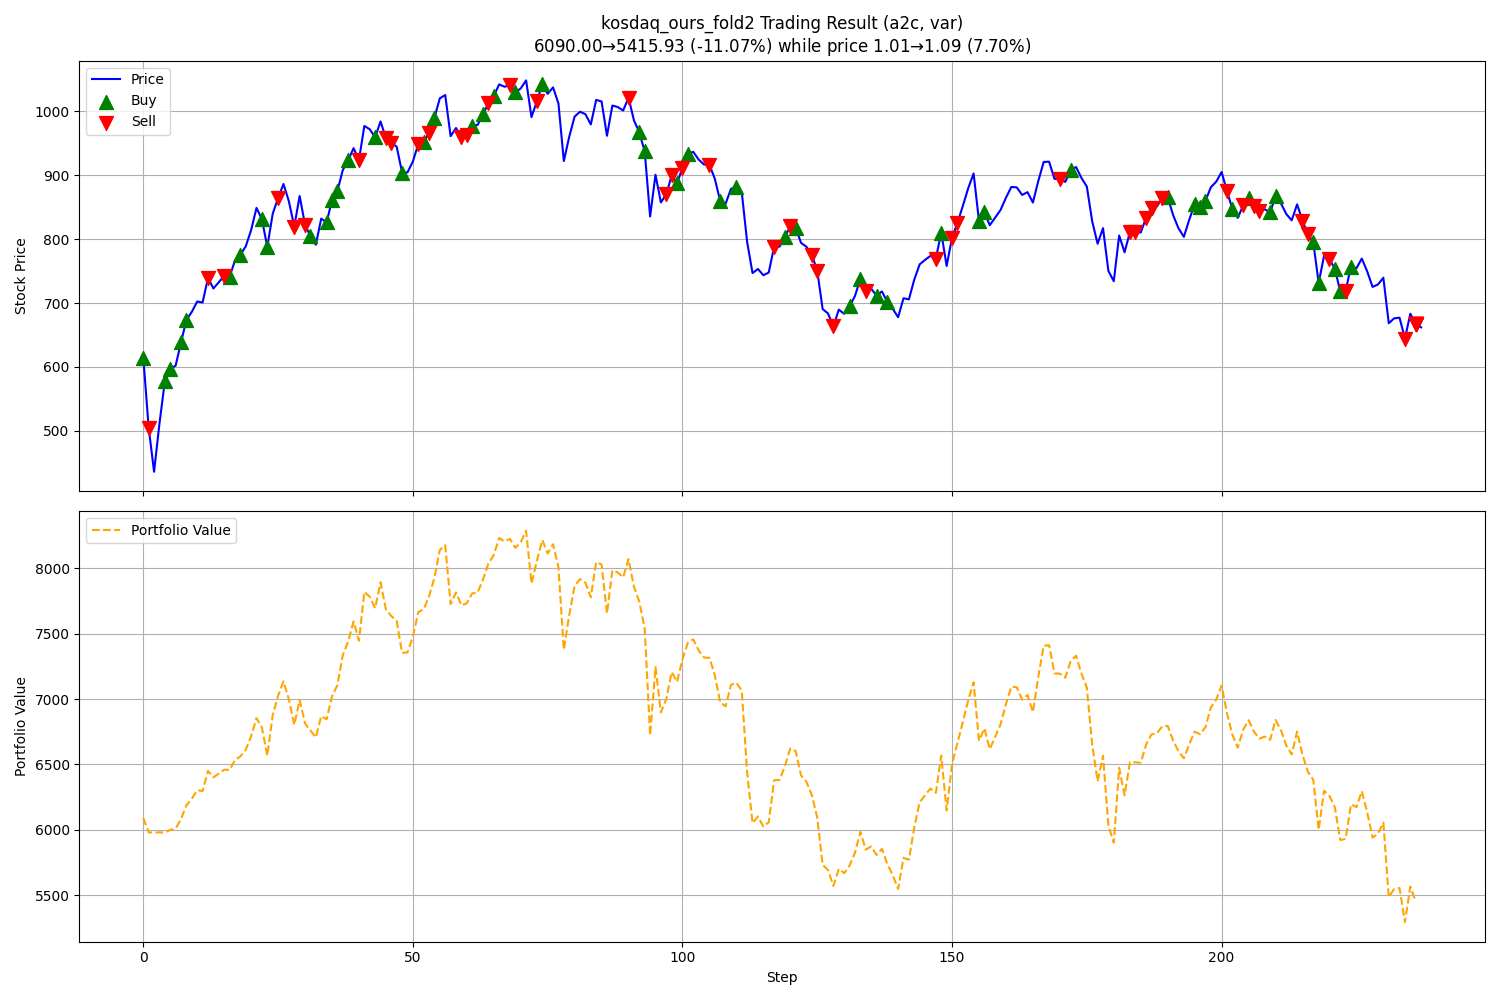 kosdaq_ours_fold2 Trading Result (a2c, var)
6090.00→5415.93 (-11.07%) while price 1.01→1.09 (7.70%)
Price
Buy
Sell
Stock Price
1000
900
800
700
600
500
Portfolio Value
Portfolio Value
8000
7500
7000
6500
6000
5500
0
50
100
150
200
Step